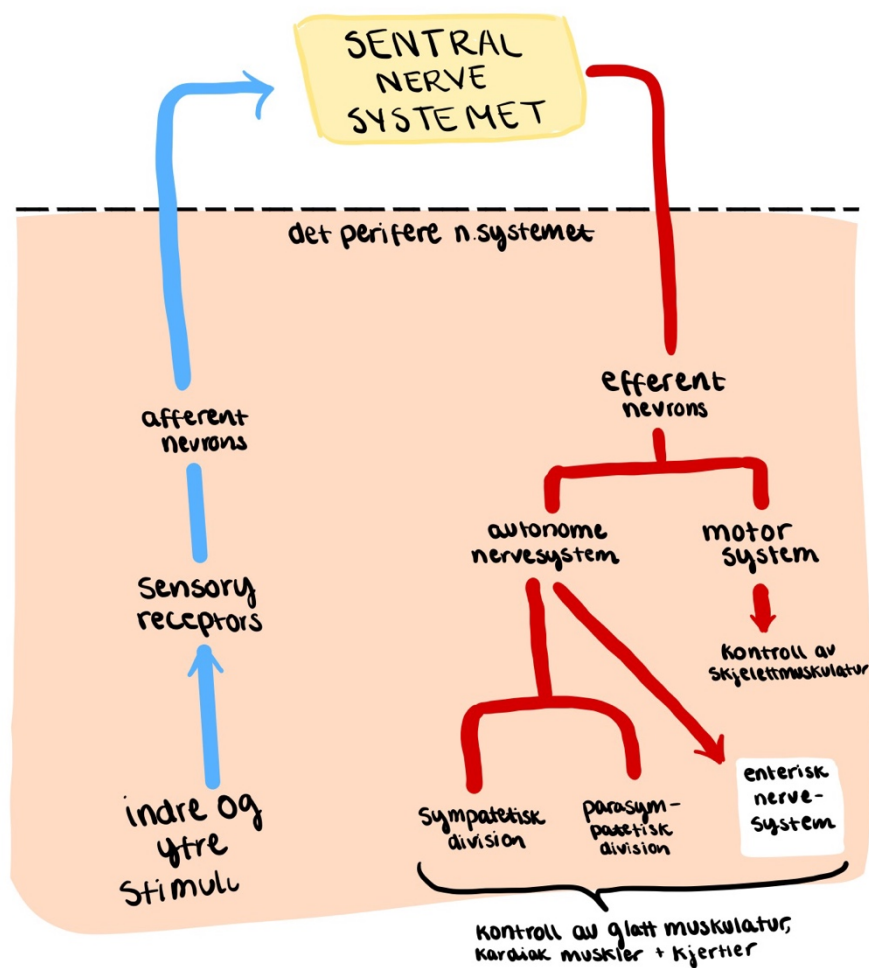 SENTRAL
NERVE
SYSTEMET
det perifere n.systemet
afferent
nevrons
sensory
receptors
indre og
ytre
stimuli
efferent
nevrons
autonome
nervesystem
motor
system
kontroll av
skjelettmuskulatur
sympatetisk
division
parasym-
patetisk
division
enterisk
nerve-
system
kontroll av glatt muskulatur,
kardiak muskler + kjertler